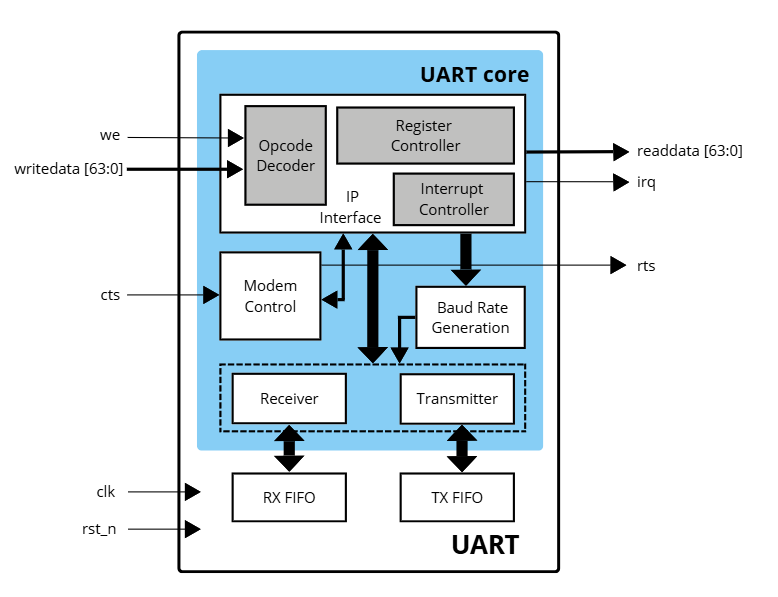 UART core
we
writedata [63:0]
Opcode
Decoder
Register
Controller
Interrupt
Controller
IP
Interface
readdata [63:0]
irq
rts
cts
Modem
Control
Baud Rate
Generation
Receiver
Transmitter
clk
rst_n
RX FIFO
TX FIFO
UART